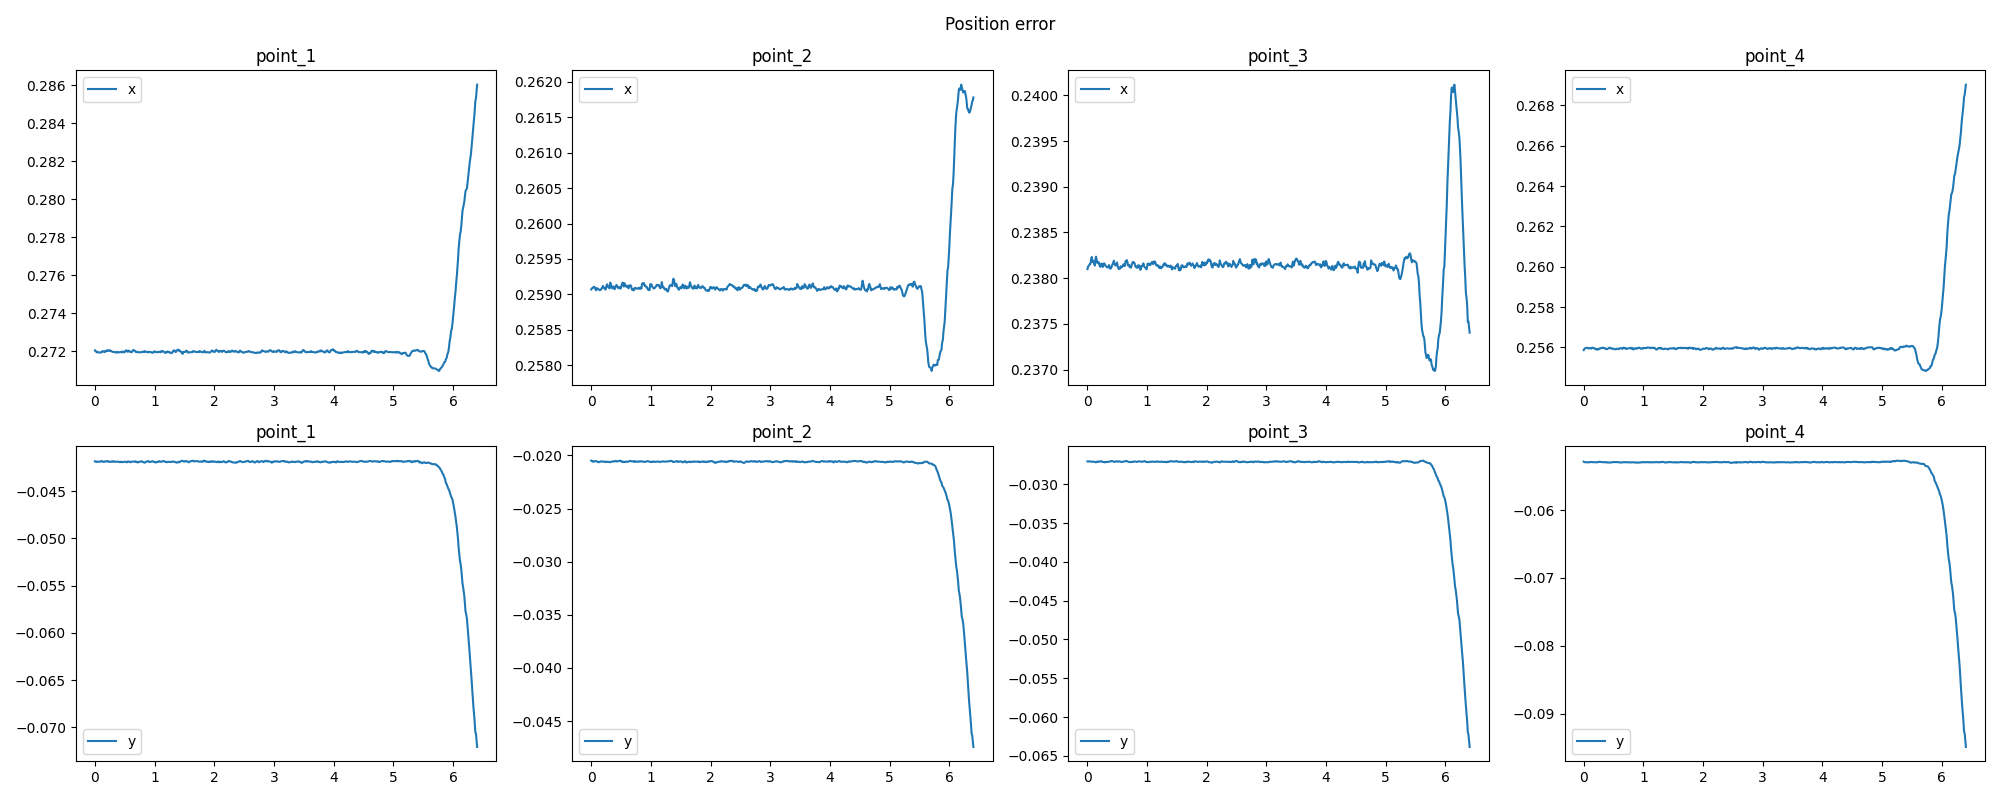 Position error
point_1
point_2
point_3
point_4
0.286
0.284
0.282
0.280
0.278
0.276
0.274
0.272
x
0 1 2 3 4 5 6
0.2620
0.2615
0.2610
0.2605
0.2600
0.2595
0.2590
0.2585
0.2580
x
0 1 2 3 4 5 6
0.2400
0.2395
0.2390
0.2385
0.2380
0.2375
0.2370
x
0 1 2 3 4 5 6
0.268
0.266
0.264
0.262
0.260
0.258
0.256
x
0 1 2 3 4 5 6
point_1
point_2
point_3
point_4
−0.045
−0.050
−0.055
−0.060
−0.065
−0.070
y
0 1 2 3 4 5 6
−0.020
−0.025
−0.030
−0.035
−0.040
−0.045
y
0 1 2 3 4 5 6
−0.030
−0.035
−0.040
−0.045
−0.050
−0.055
−0.060
−0.065
y
0 1 2 3 4 5 6
−0.06
−0.07
−0.08
−0.09
y
0 1 2 3 4 5 6